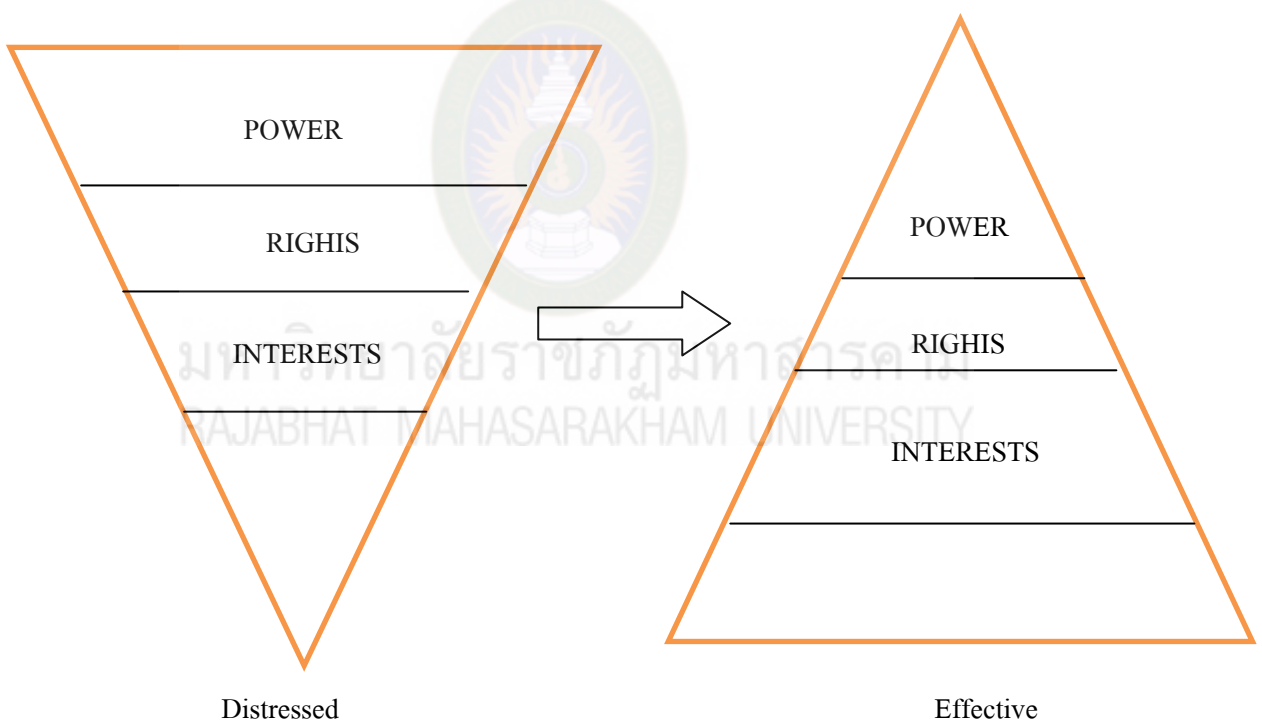 POWER
RIGHIS
INTERESTS
Distressed
POWER
RIGHIS
INTERESTS
Effective
มหาวิทยาลัยราชภัฏมหาสารคาม
RAJABHAT MAHASARAKHAM UNIVERSITY